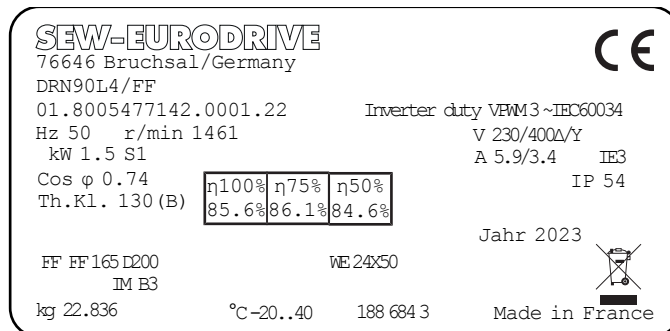 SEW-EURODRIVE
CE
76646 Bruchsal/Germany
DRN90L4/FF
01.8005477142.0001.22 Inverter duty VPWM 3~IEC60034
Hz 50 r/min 1461 V 230/400Δ/Y
kW 1.5 S1 A 5.9/3.4 IE3
Cos φ 0.74 IP 54
Th.Kl. 130(B)
η100% η75% η50%
85.6% 86.1% 84.6%
Jahr 2023
FF FF165 D200 WE 24X50
IM B3
kg 22.836 °C -20..40 188 684 3 Made in France